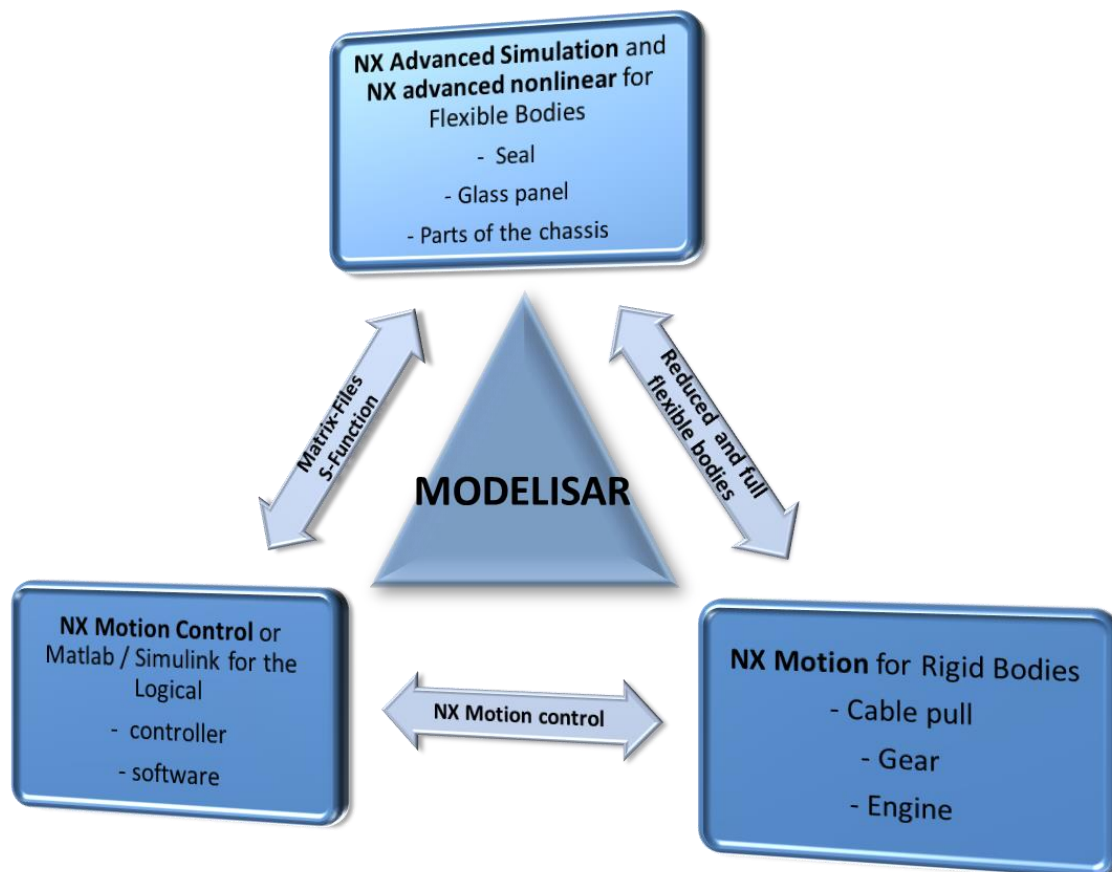 NX Advanced Simulation and
NX advanced nonlinear for
Flexible Bodies
- Seal
- Glass panel
- Parts of the chassis
Matrix-Files
S-Function
Reduced and full
flexible bodies
MODELISAR
NX Motion Control or
Matlab / Simulink for the
Logical
- controller
- software
NX Motion control
NX Motion for Rigid Bodies
- Cable pull
- Gear
- Engine